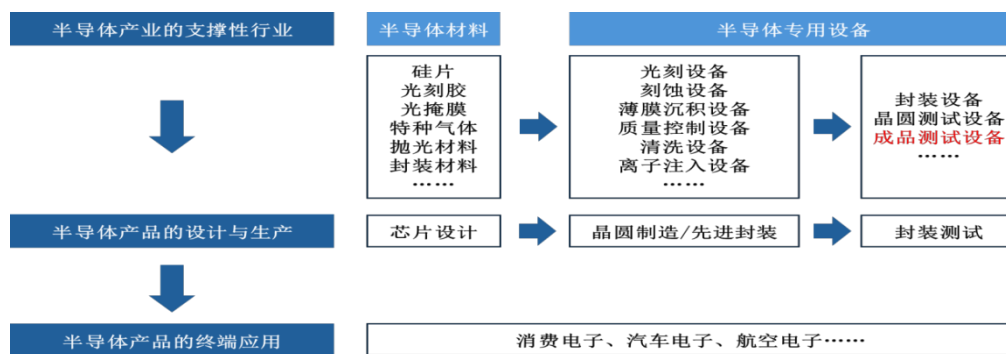 半导体产业的支撑性行业
半导体材料
半导体专用设备
硅片
光刻胶
光掩膜
特种气体
抛光材料
封装材料
……
光刻设备
刻蚀设备
薄膜沉积设备
质量控制设备
清洗设备
离子注入设备
……
封装设备
晶圆测试设备
成品测试设备
……
半导体产品的设计与生产
芯片设计
晶圆制造/先进封装
封装测试
半导体产品的终端应用
消费电子、汽车电子、航空电子……